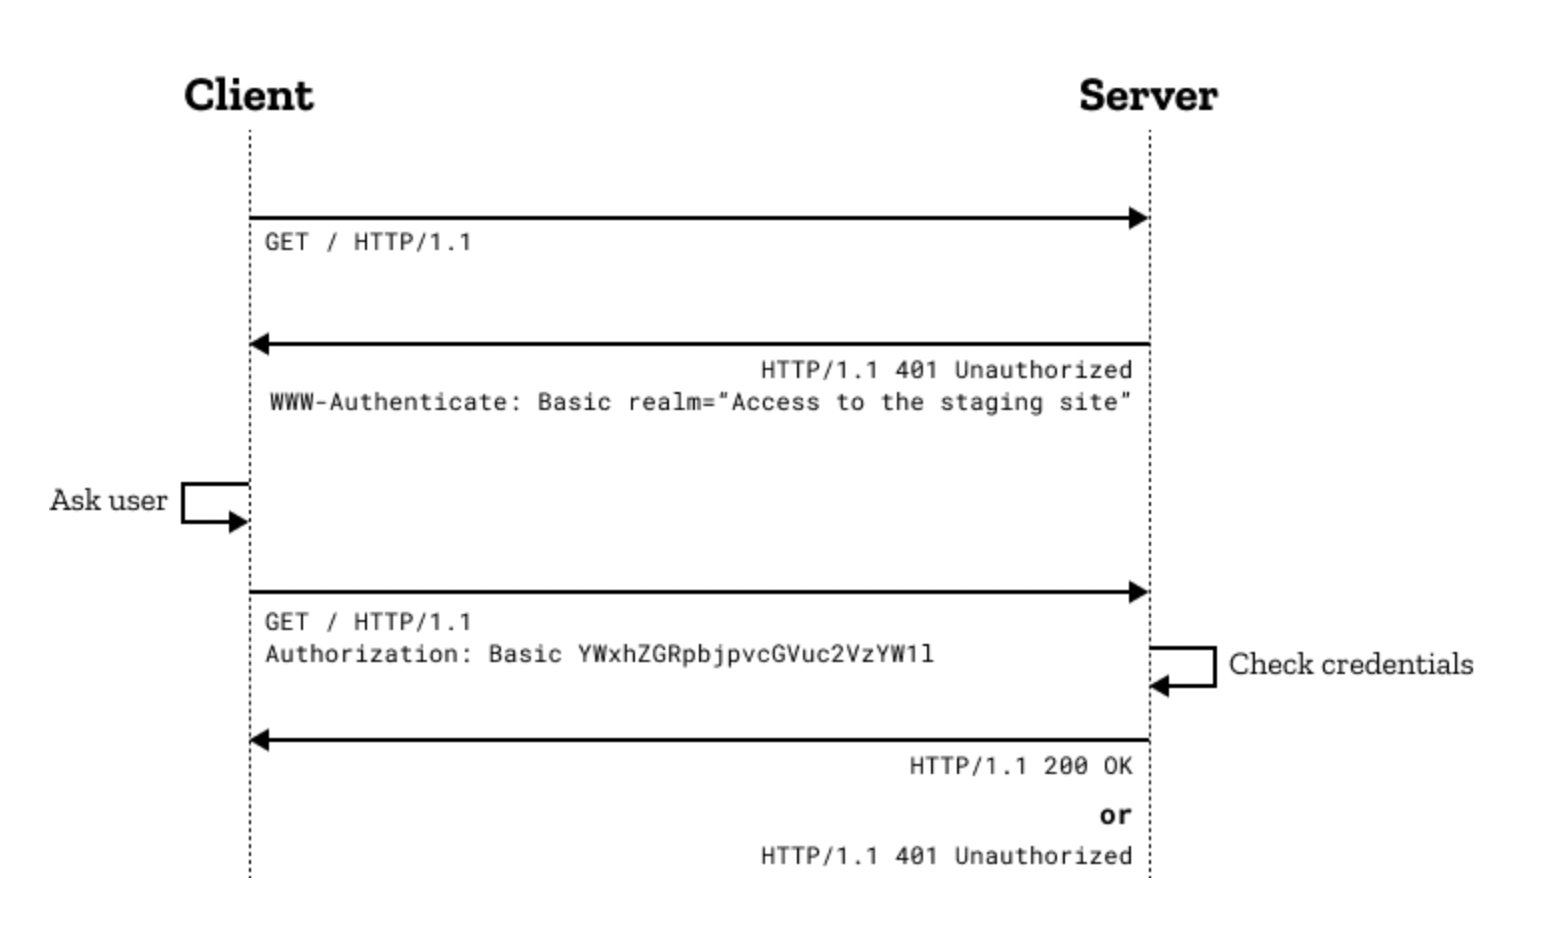 Client
Server
GET / HTTP/1.1
HTTP/1.1 401 Unauthorized
WWW-Authenticate: Basic realm=“Access to the staging site”
Ask user
GET / HTTP/1.1
Authorization: Basic YWxhZGRpbjpvcGVuc2VzYW1l
Check credentials
HTTP/1.1 200 OK
or
HTTP/1.1 401 Unauthorized